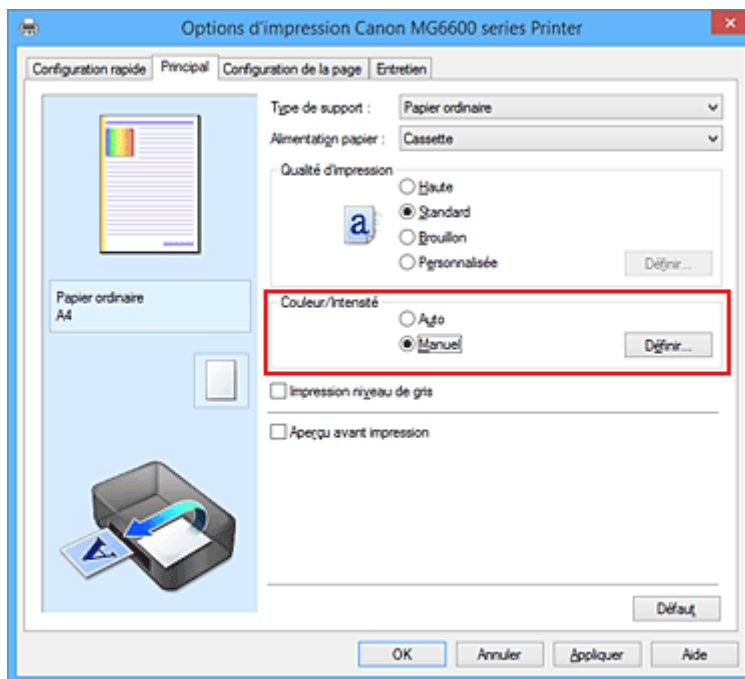 Options d'impression Canon MG6600 series Printer
Configuration rapide Principal Configuration de la page Entretien
Type de support : Papier ordinaire
Alimentation papier : Cassette
Qualité d'impression
Haute
a Standard
Brouillon
Personnalisée Définir...
Papier ordinaire
A4
Couleur/Intensité
Auto
Manuel Définir...
Impression niveau de gris
Aperçu avant impression
A
Défaut
OK Annuler Appliquer Aide